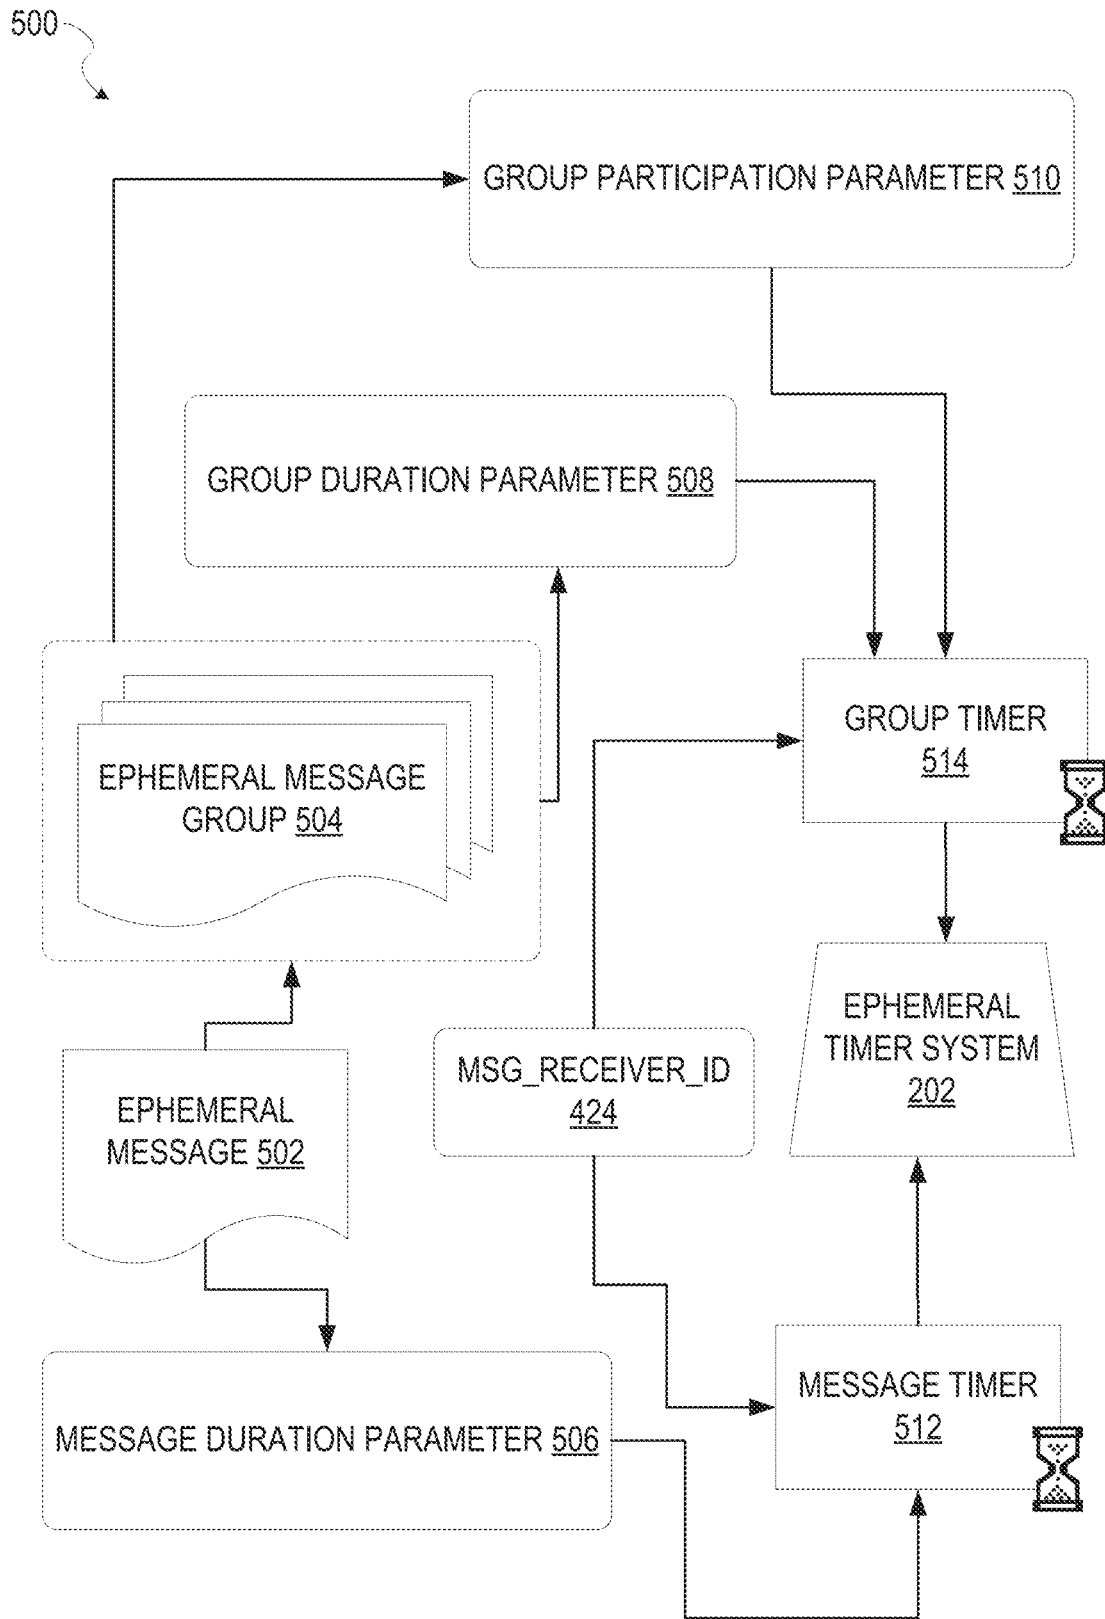 500
GROUP PARTICIPATION PARAMETER 510
GROUP DURATION PARAMETER 508
GROUP TIMER
514
EPHEMERAL MESSAGE
GROUP 504
EPHEMERAL
TIMER SYSTEM
202
MSG_RECEIVER_ID
424
EPHEMERAL
MESSAGE 502
MESSAGE TIMER
512
MESSAGE DURATION PARAMETER 506